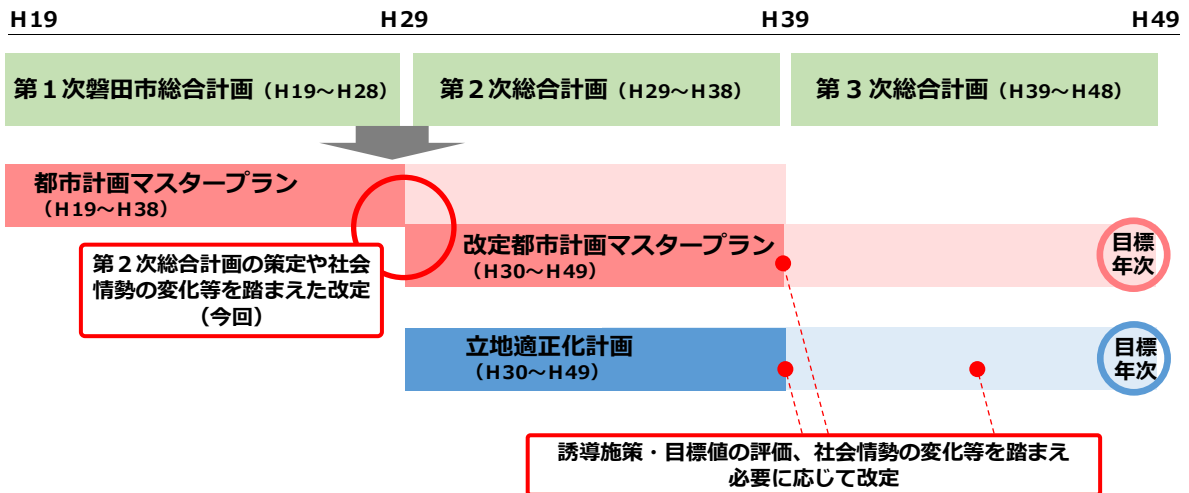 H19 H29 H39 H49
第１次磐田市総合計画（H19～H28） 第２次総合計画（H29～H38） 第３次総合計画（H39～H48）
都市計画マスタープラン
（H19～H38）
第２次総合計画の策定や社会
情勢の変化等を踏まえた改定
（今回）
改定都市計画マスタープラン
（H30～H49）
目標
年次
立地適正化計画
（H30～H49）
目標
年次
誘導施策・目標値の評価、社会情勢の変化等を踏まえ
必要に応じて改定